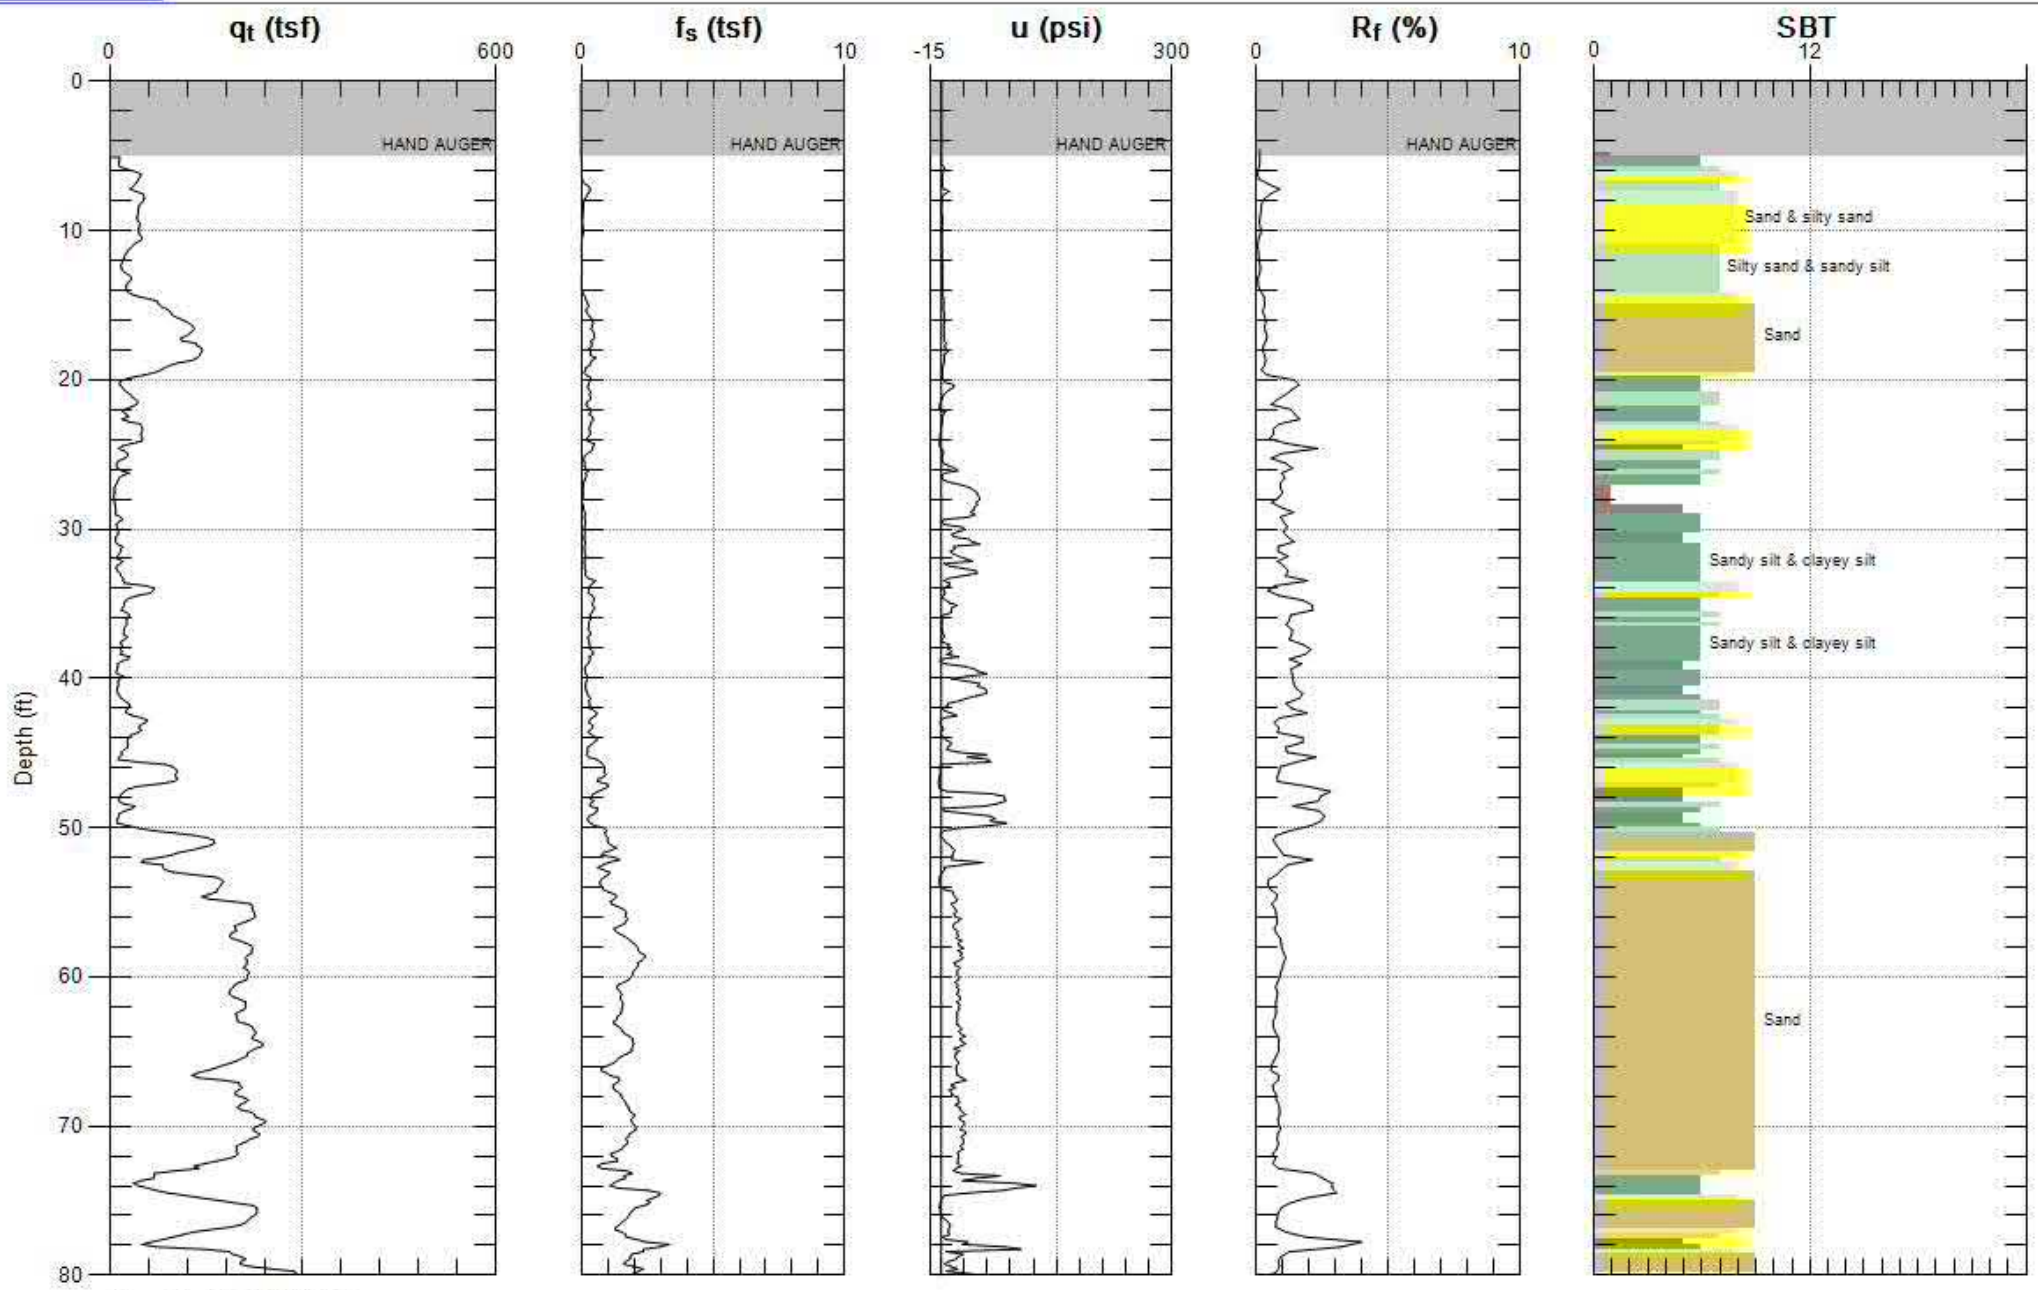 qt (tsf) fs (tsf) u (psi) Rf (%) SBT
0 600 0 10 -15 300 0 10 0 12
0
HAND AUGER HAND AUGER HAND AUGER HAND AUGER
Sand & silty sand
10
Silty sand & sandy silt
Sand
20
30
Sandy silt & clayey silt
Sandy silt & clayey silt
40
Depth (ft)
50
60
Sand
70
80